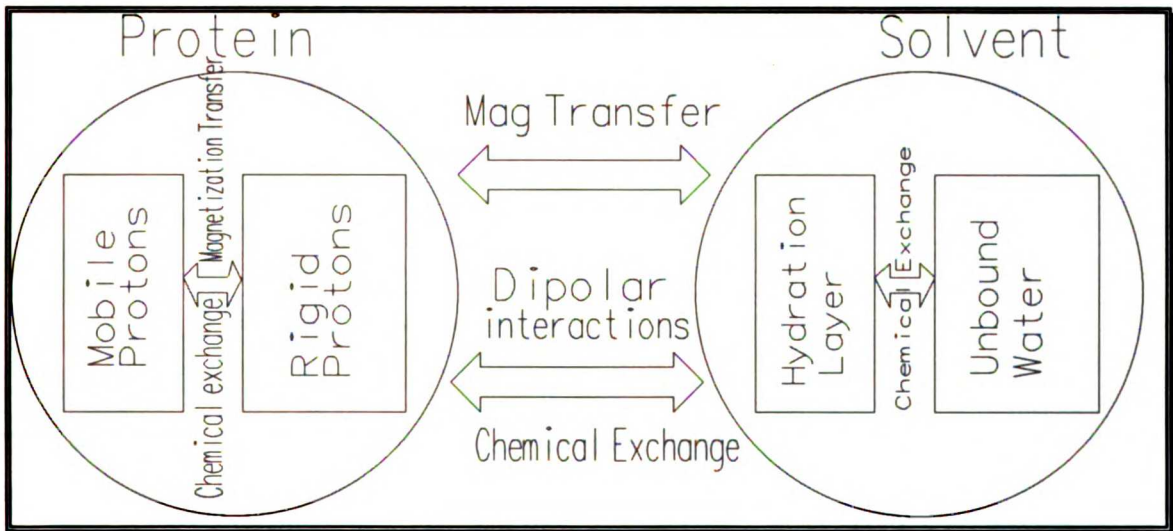 Protein
Solvent
Mobile
Protons
Chemical exchange
Magnetization Transfer
Rigid
Protons
Mag Transfer
Dipolar
interactions
Chemical Exchange
Hydration
Layer
Chemical Exchange
Unbound
Water